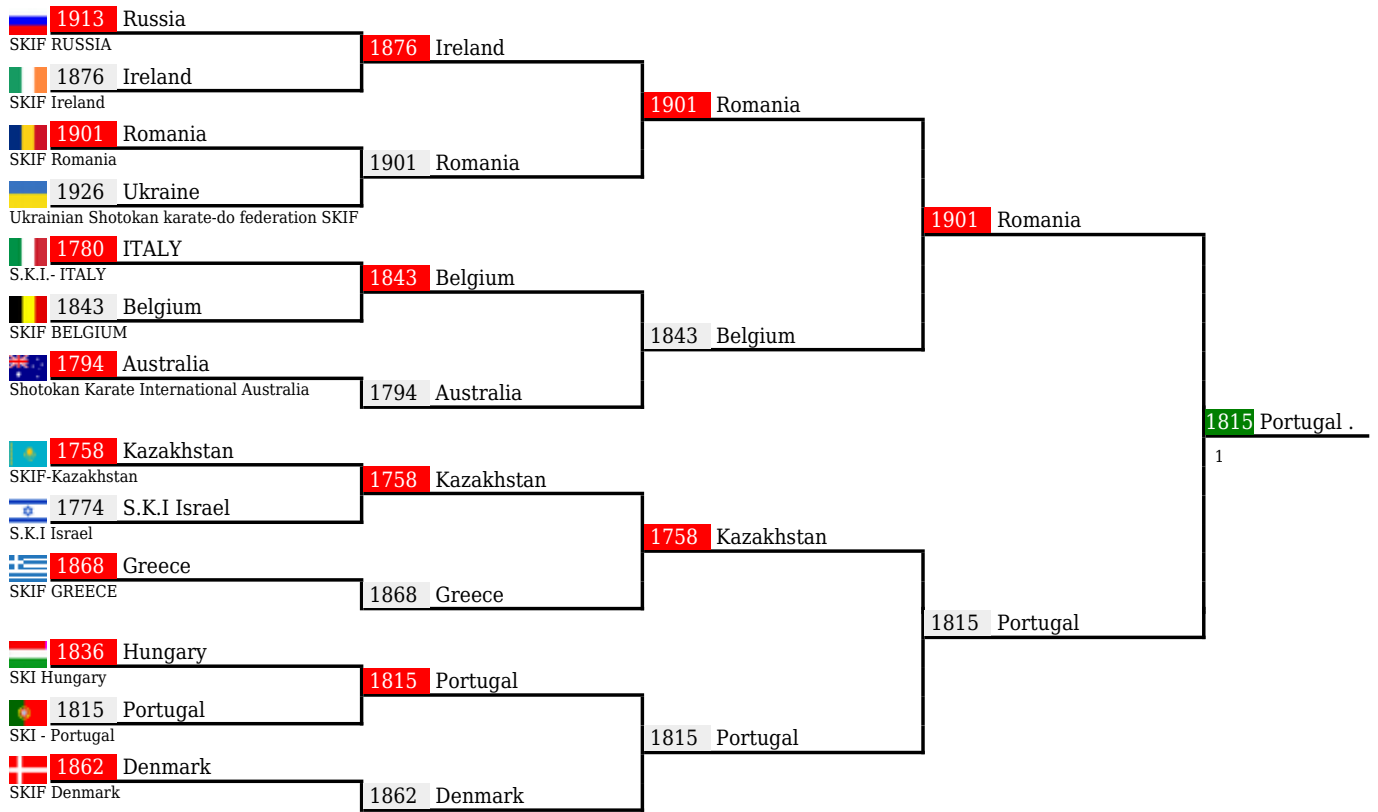 1913 Russia
SKIF RUSSIA
1876 Ireland
1876 Ireland
SKIF Ireland
1901 Romania
1901 Romania
SKIF Romania
1901 Romania
1926 Ukraine
Ukrainian Shotokan karate-do federation SKIF
1901 Romania
1780 ITALY
S.K.I.- ITALY
1843 Belgium
1843 Belgium
SKIF BELGIUM
1843 Belgium
1794 Australia
Shotokan Karate International Australia
1794 Australia
1815 Portugal .
1
1758 Kazakhstan
SKIF-Kazakhstan
1758 Kazakhstan
1774 S.K.I Israel
S.K.I Israel
1758 Kazakhstan
1868 Greece
SKIF GREECE
1868 Greece
1815 Portugal
1836 Hungary
SKI Hungary
1815 Portugal
1815 Portugal
SKI - Portugal
1815 Portugal
1862 Denmark
SKIF Denmark
1862 Denmark